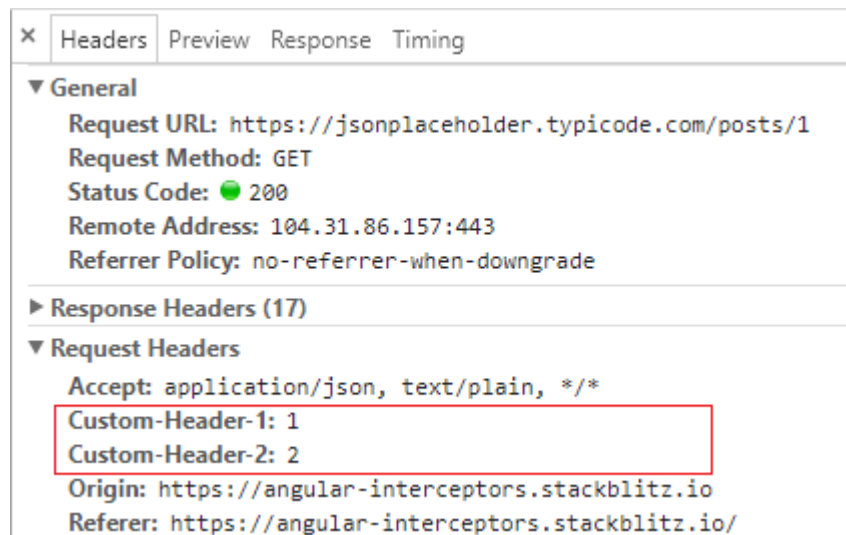 × Headers Preview Response Timing
▼ General
Request URL: https://jsonplaceholder.typicode.com/posts/1
Request Method: GET
Status Code: 200
Remote Address: 104.31.86.157:443
Referrer Policy: no-referrer-when-downgrade
▶ Response Headers (17)
▼ Request Headers
Accept: application/json, text/plain, */*
Custom-Header-1: 1
Custom-Header-2: 2
Origin: https://angular-interceptors.stackblitz.io
Referer: https://angular-interceptors.stackblitz.io/